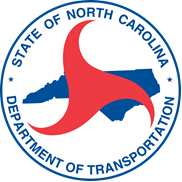 STATE OF NORTH CAROLINA
DEPARTMENT OF TRANSPORTATION